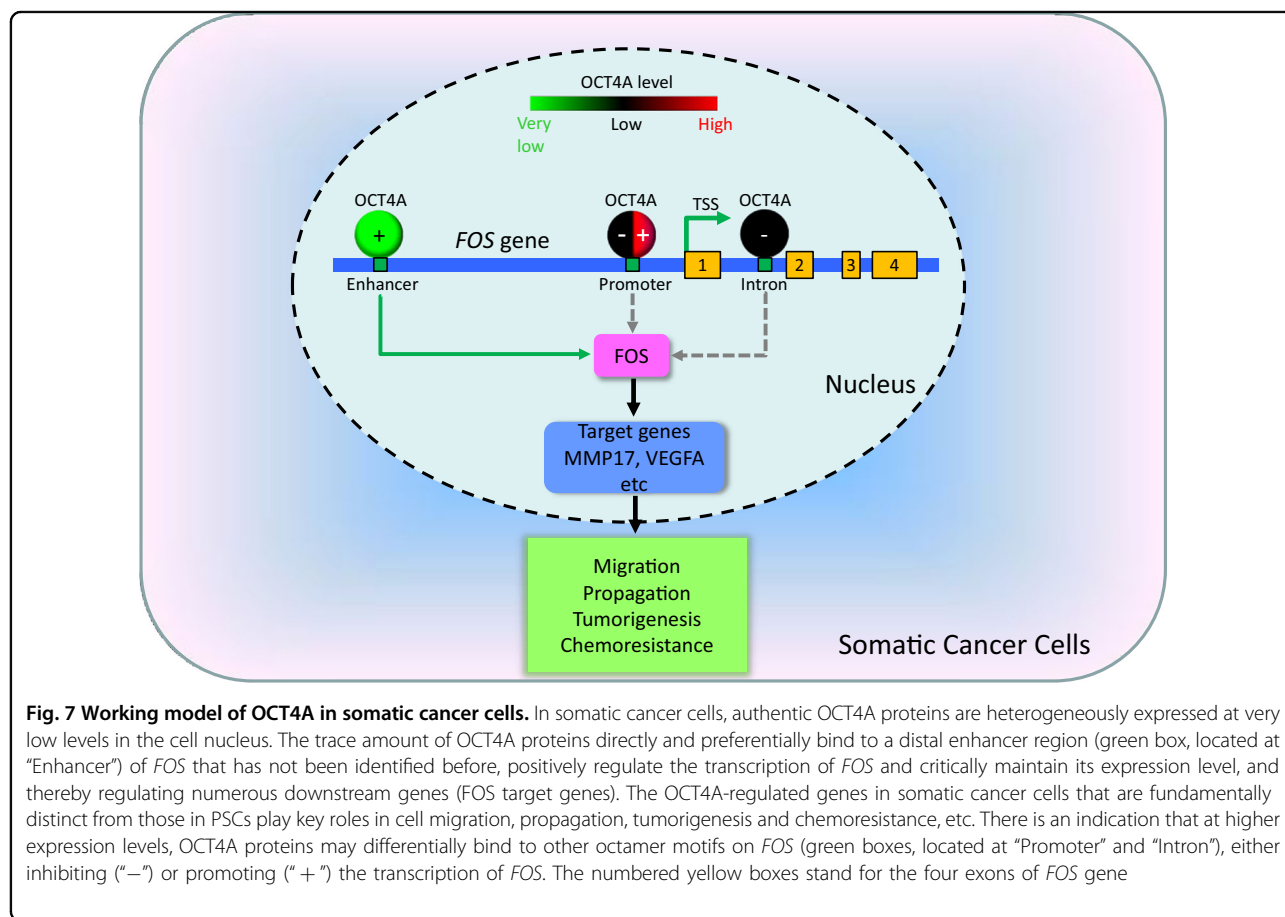 OCT4A level
Very low
Low
High
OCT4A
OCT4A
TSS
OCT4A
+
- +
-
FOS gene
1
2
3
4
Enhancer
Promoter
Intron
FOS
Nucleus
Target genes
MMP17, VEGFA
etc
Migration
Propagation
Tumorigenesis
Chemoresistance
Somatic Cancer Cells
Fig. 7 Working model of OCT4A in somatic cancer cells. In somatic cancer cells, authentic OCT4A proteins are heterogeneously expressed at very
low levels in the cell nucleus. The trace amount of OCT4A proteins directly and preferentially bind to a distal enhancer region (green box, located at
“Enhancer”) of FOS that has not been identified before, positively regulate the transcription of FOS and critically maintain its expression level, and
thereby regulating numerous downstream genes (FOS target genes). The OCT4A-regulated genes in somatic cancer cells that are fundamentally
distinct from those in PSCs play key roles in cell migration, propagation, tumorigenesis and chemoresistance, etc. There is an indication that at higher
expression levels, OCT4A proteins may differentially bind to other octamer motifs on FOS (green boxes, located at “Promoter” and “Intron”), either
inhibiting (“−”) or promoting (“ + ”) the transcription of FOS. The numbered yellow boxes stand for the four exons of FOS gene